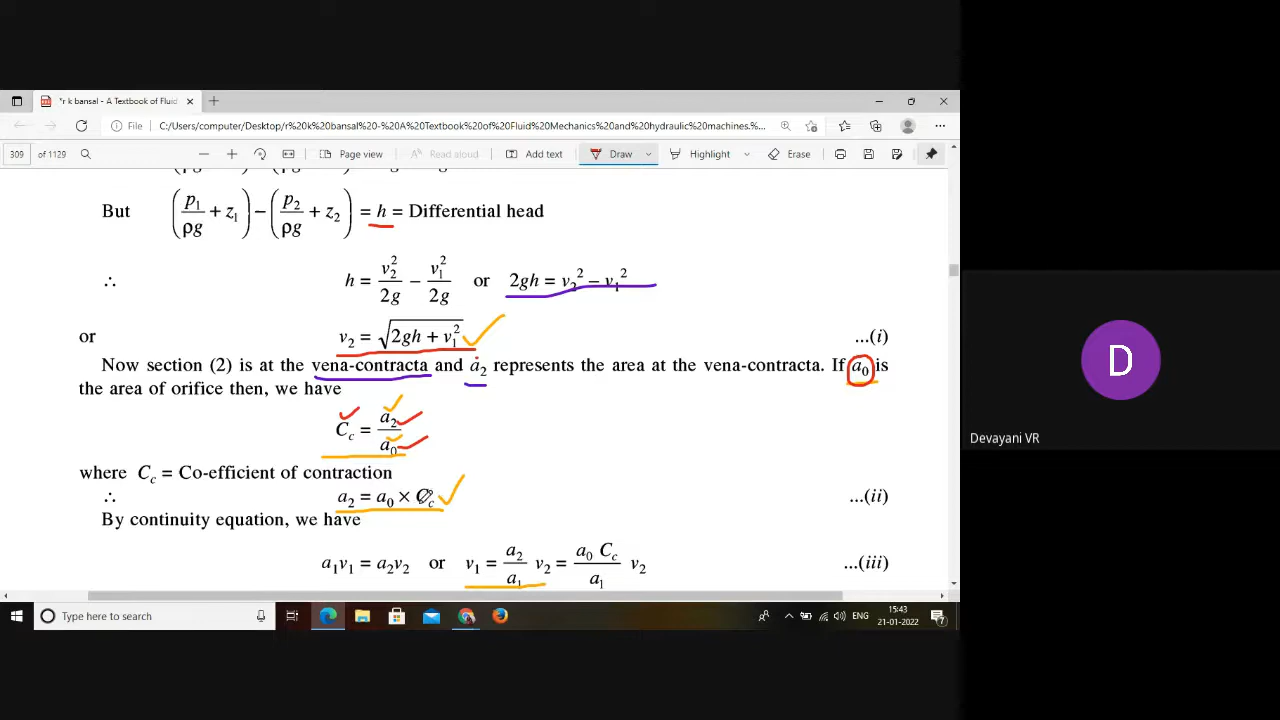 *r k bansal - A Textbook of Fluid
File
C:/Users/computer/Desktop/r%20k%20bansal%20-%20A%20Textbook%20of%20Fluid%20Mechanics%20and%20hydraulic%20machines.%...
309 of 1129
Page view
Read aloud
Add text
Draw
Highlight
Erase
But (p₁/ρg + z₁) − (p₂/ρg + z₂) = h = Differential head
∴ h = v₂²/2g − v₁²/2g or 2gh = v₂² − v₁²
or v₂ = √(2gh + v₁²) ...(i)
Now section (2) is at the vena-contracta and a₂ represents the area at the vena-contracta. If a₀ is
the area of orifice then, we have
C_c = a₂/a₀
where C_c = Co-efficient of contraction
∴ a₂ = a₀ × C_c ...(ii)
By continuity equation, we have
a₁v₁ = a₂v₂ or v₁ = a₂/a₁ v₂ = a₀ C_c/a₁ v₂ ...(iii)
Type here to search
ENG
15:43
21-01-2022
D
Devayani VR